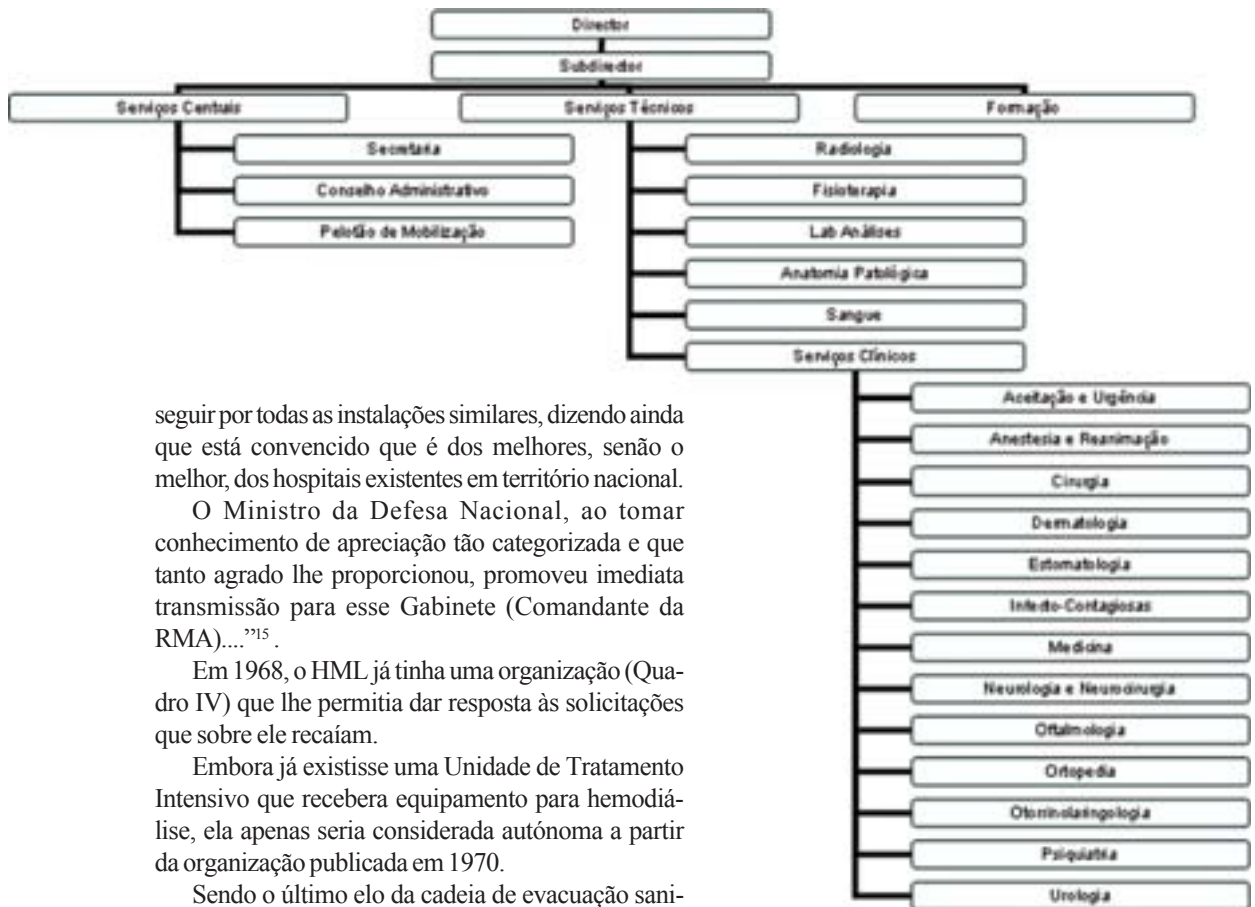 Director
Subdirector
Serviços Centuis
Serviços Técnicos
Formação
Secretaria
Conselho Administrativo
Pelotão de Mobilização
Radiologia
Fisioterapia
Lab Análises
Anatomia Patológica
Sangue
Serviços Clínicos
Aceitação e Urgência
Anestesia e Reanimação
Cirurgia
Dermatologia
Estomatologia
Infecto-Contagiosas
Medicina
Neurologia e Neurocirurgia
Oftalmologia
Ortopedia
Otorrinolaringologia
Psiquiatria
Urologia
seguir por todas as instalações similares, dizendo ainda
que está convencido que é dos melhores, senão o
melhor, dos hospitais existentes em território nacional.
O Ministro da Defesa Nacional, ao tomar
conhecimento de apreciação tão categorizada e que
tanto agrado lhe proporcionou, promoveu imediata
transmissão para esse Gabinete (Comandante da
RMA)....”15 .
Em 1968, o HML já tinha uma organização (Qua-
dro IV) que lhe permitia dar resposta às solicitações
que sobre ele recaíam.
Embora já existisse uma Unidade de Tratamento
Intensivo que recebera equipamento para hemodiá-
lise, ela apenas seria considerada autónoma a partir
da organização publicada em 1970.
Sendo o último elo da cadeia de evacuação sani-